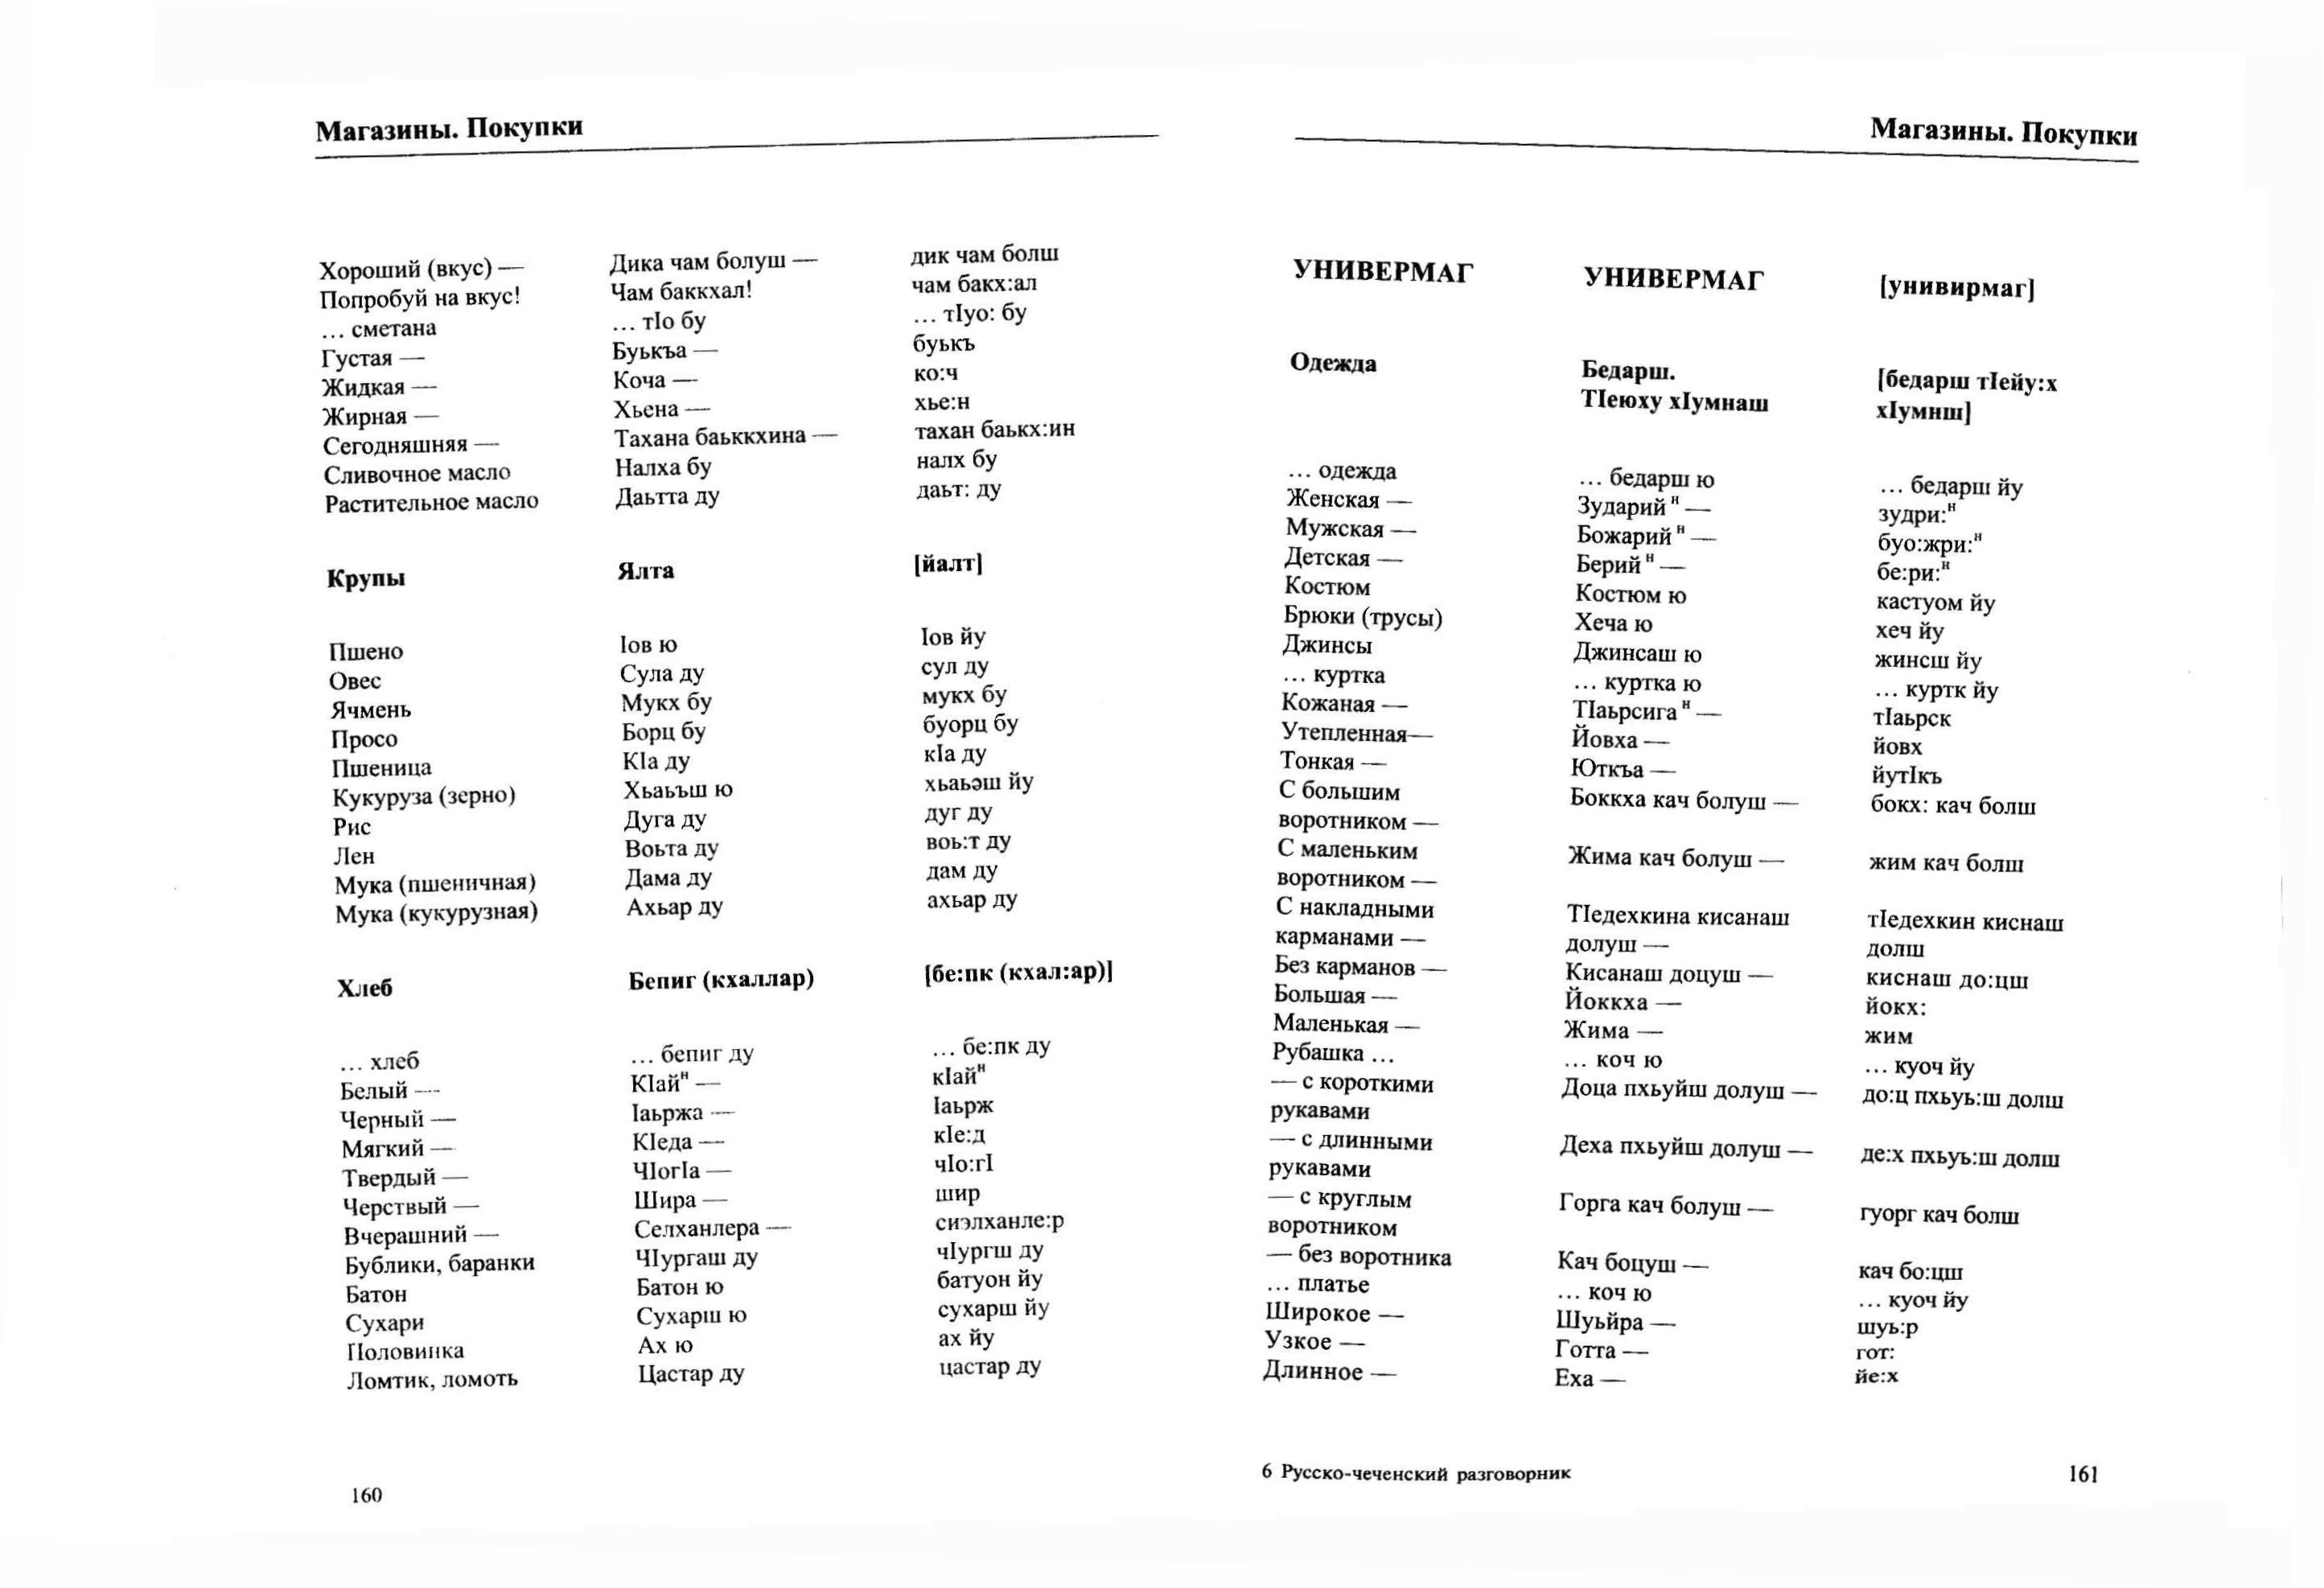 Магазины. Покупки
Хороший (вкус) — Дика чам болуш — дик чам болш
Попробуй на вкус! Чам баккхал! чам бакх:ал
... сметана ... тIо бу ... тIуо: бу
Густая — Буькъа — буькъ
Жидкая — Коча — ко:ч
Жирная — Хьена — хье:н
Сегодняшняя — Тахана баьккхина — тахан баькх:ин
Сливочное масло Налха бу налх бу
Растительное масло Даьтта ду даьт: ду
Крупы Ялта [йалт]
Пшено Iов ю Iов йу
Овес Сула ду сул ду
Ячмень Мукх бу мукх бу
Просо Борц бу буорц бу
Пшеница КIа ду кIа ду
Кукуруза (зерно) Хьаьъш ю хьаьэш йу
Рис Дуга ду дуг ду
Лен Воьта ду воь:т ду
Мука (пшеничная) Дама ду дам ду
Мука (кукурузная) Ахьар ду ахьар ду
Хлеб Бепиг (кхаллар) [бе:пк (кхал:ар)]
... хлеб ... бепиг ду ... бе:пк ду
Белый — КIайᴴ — кIайᴴ
Черный — Iаьржа — Iаьрж
Мягкий — КIеда — кIе:д
Твердый — ЧIогIа — чIо:гI
Черствый — Шира — шир
Вчерашний — Селханлера — сиэлханле:р
Бублики, баранки ЧIургаш ду чIургш ду
Батон Батон ю батуон йу
Сухари Сухарш ю сухарш йу
Половинка Ах ю ах йу
Ломтик, ломоть Цастар ду цастар ду
160
Магазины. Покупки
УНИВЕРМАГ УНИВЕРМАГ [унивирмаг]
Одежда Бедарш. [бедарш тIейу:х
ТIеюху хIумнаш хIумнш]
... одежда ... бедарш ю ... бедарш йу
Женская — Зударийᴴ — зудри:ᴴ
Мужская — Божарийᴴ — буо:жри:ᴴ
Детская — Берийᴴ — бе:ри:ᴴ
Костюм Костюм ю кастуом йу
Брюки (трусы) Хеча ю хеч йу
Джинсы Джинсаш ю жинсш йу
... куртка ... куртка ю ... куртк йу
Кожаная — ТIаьрсигаᴴ — тIаьрск
Утепленная— Йовха — йовх
Тонкая — Юткъа — йутIкъ
С большим Боккха кач болуш — бокх: кач болш
воротником —
С маленьким Жима кач болуш — жим кач болш
воротником —
С накладными ТIедехкина кисанаш тIедехкин киснаш
карманами — долуш — долш
Без карманов — Кисанаш доцуш — киснаш до:цш
Большая — Йоккха — йокх:
Маленькая — Жима — жим
Рубашка ... ... коч ю ... куоч йу
— с короткими Доца пхьуйш долуш — до:ц пхьуь:ш долш
рукавами
— с длинными Деха пхьуйш долуш — де:х пхьуь:ш долш
рукавами
— с круглым Горга кач болуш — гуорг кач болш
воротником
— без воротника Кач боцуш — кач бо:цш
... платье ... коч ю ... куоч йу
Широкое — Шуьйра — шуь:р
Узкое — Готта — гот:
Длинное — Еха — йе:х
6 Русско-чеченский разговорник 161